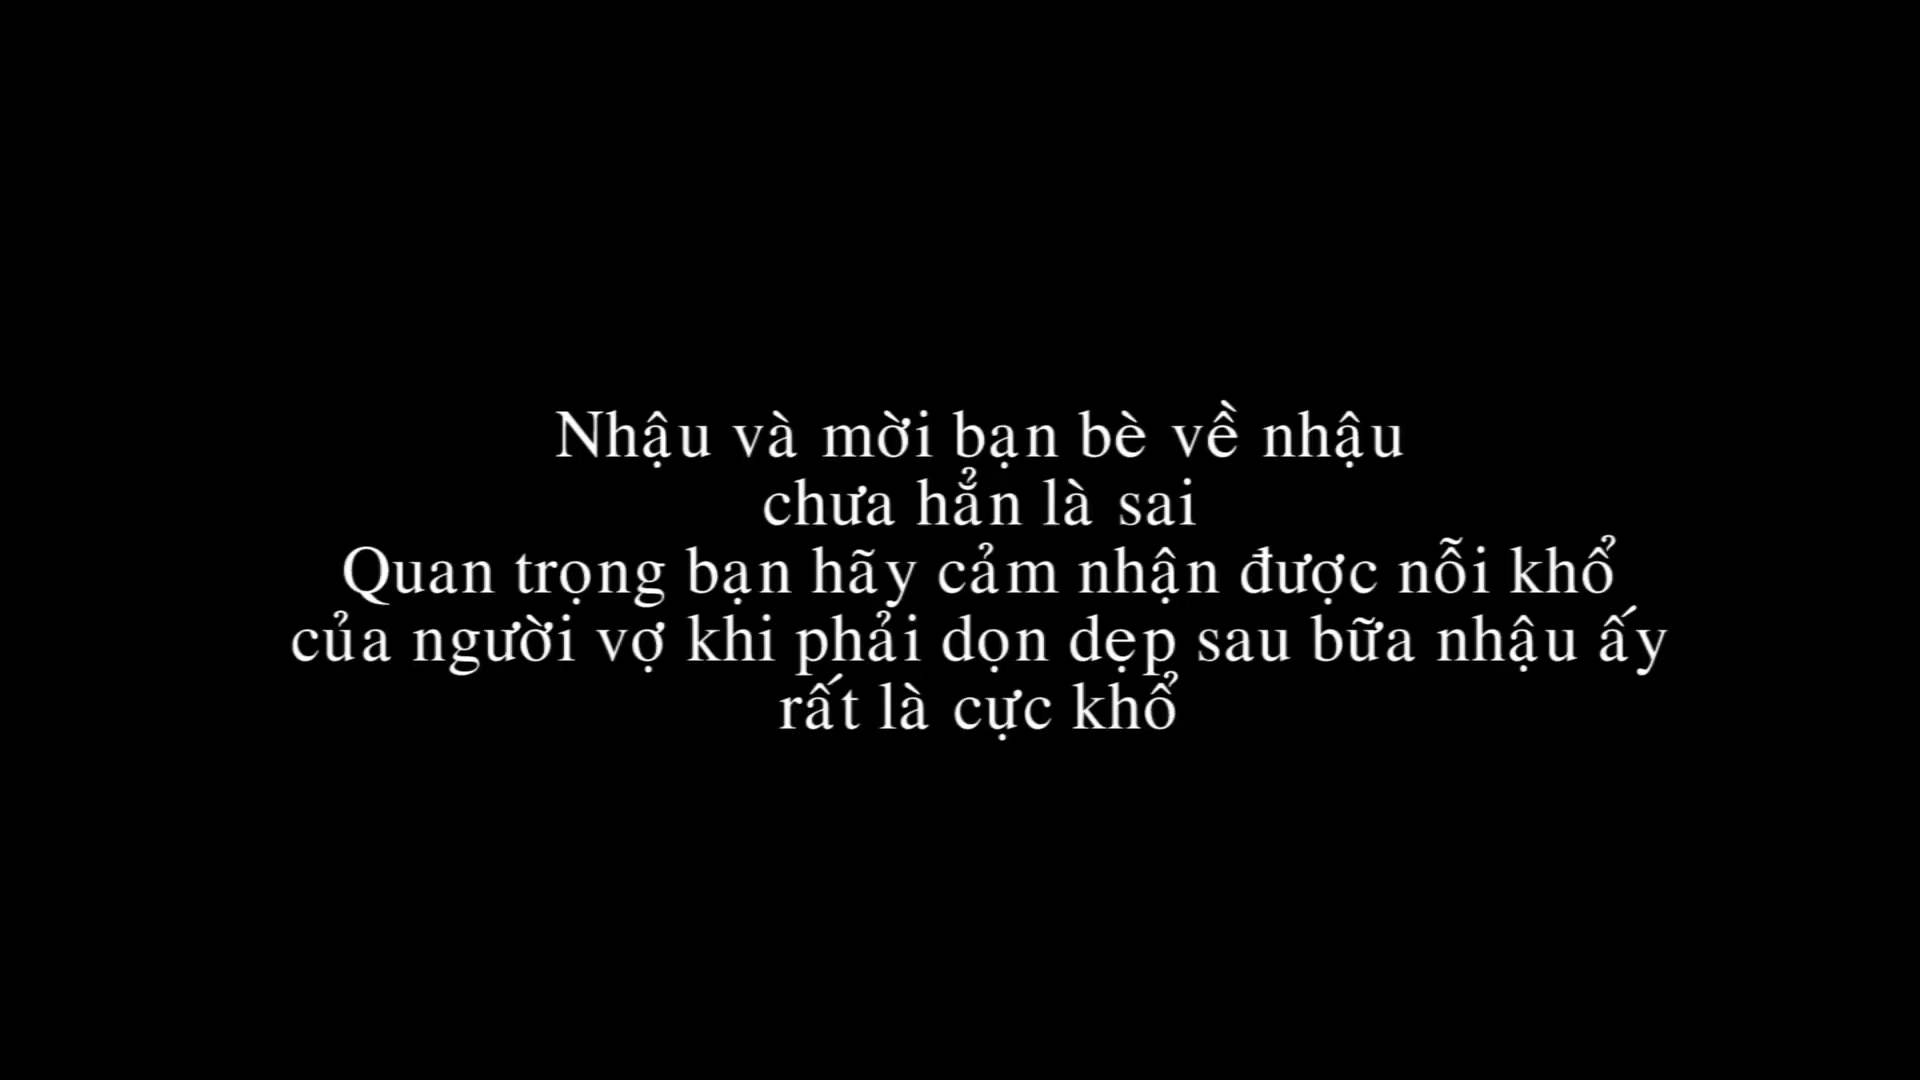 Nhậu và mời bạn bè về nhậu
chưa hẳn là sai
Quan trọng bạn hãy cảm nhận được nỗi khổ
của người vợ khi phải dọn dẹp sau bữa nhậu ấy
rất là cực khổ